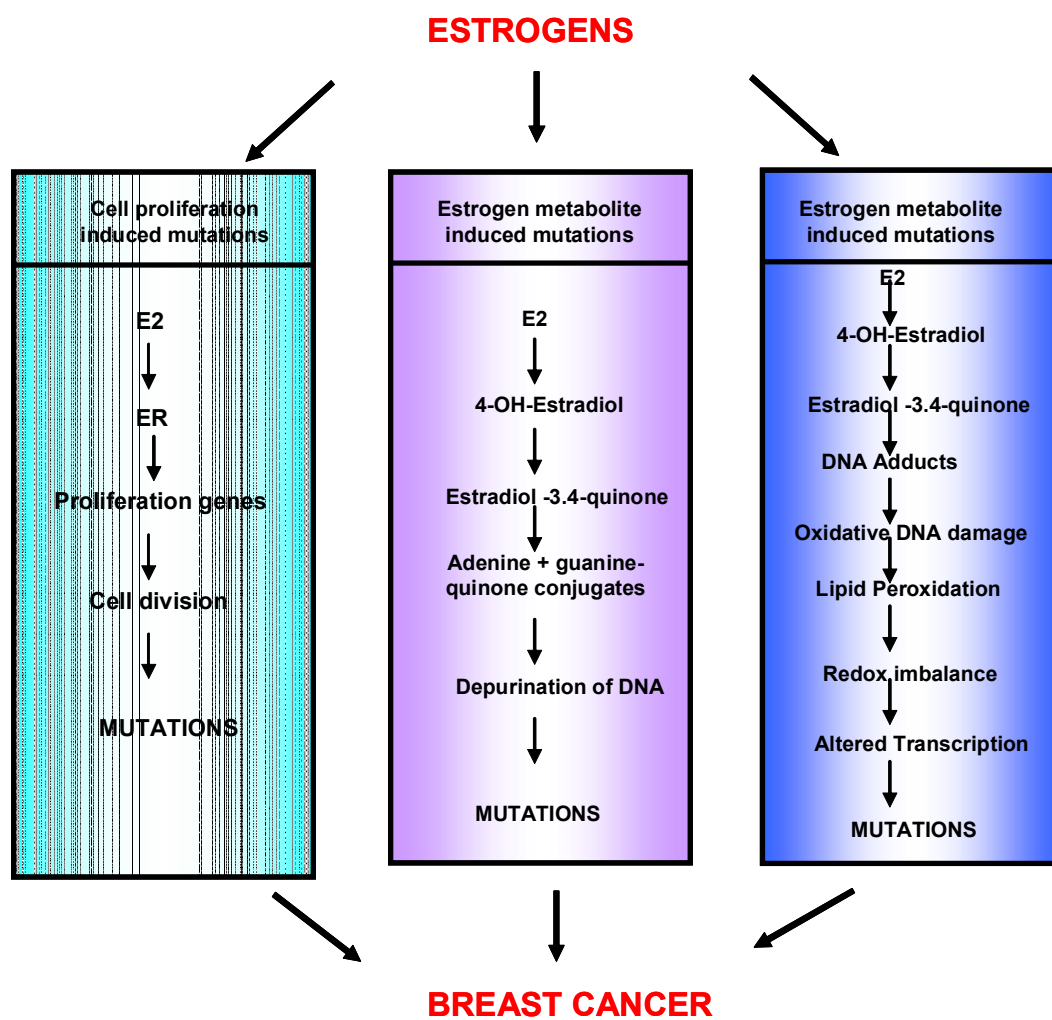 ESTROGENS
Cell proliferation
induced mutations
E2
ER
Proliferation genes
Cell division
MUTATIONS
Estrogen metabolite
induced mutations
E2
4-OH-Estradiol
Estradiol -3.4-quinone
Adenine + guanine-
quinone conjugates
Depurination of DNA
MUTATIONS
Estrogen metabolite
induced mutations
E2
4-OH-Estradiol
Estradiol -3.4-quinone
DNA Adducts
Oxidative DNA damage
Lipid Peroxidation
Redox imbalance
Altered Transcription
MUTATIONS
BREAST CANCER